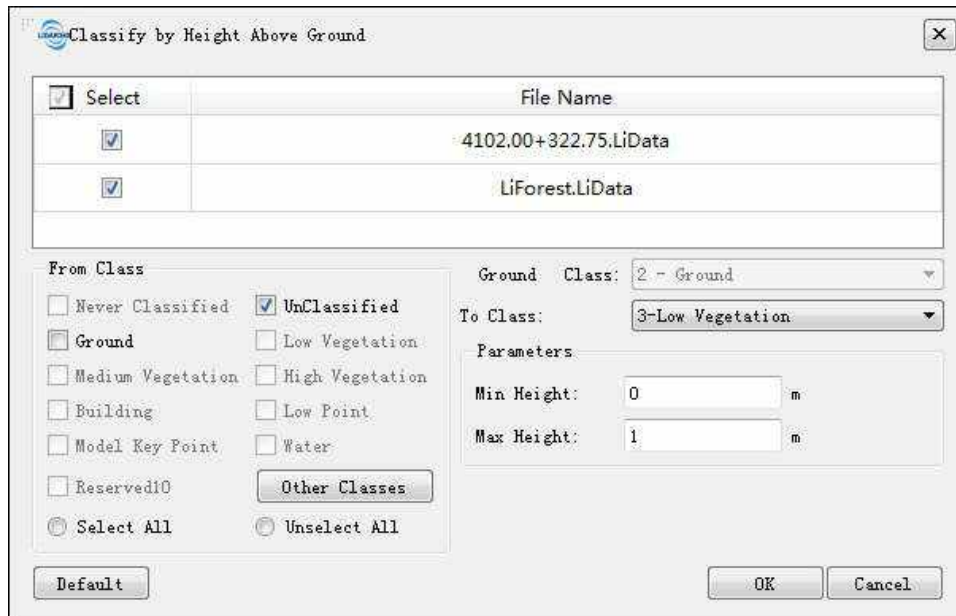 Classify by Height Above Ground
Select File Name
4102.00+322.75.LiData
LiForest.LiData
From Class
Never Classified UnClassified
Ground Low Vegetation
Medium Vegetation High Vegetation
Building Low Point
Model Key Point Water
Reserved10 Other Classes
Select All Unselect All
Ground Class: 2 - Ground
To Class: 3-Low Vegetation
Parameters
Min Height: 0 m
Max Height: 1 m
Default OK Cancel